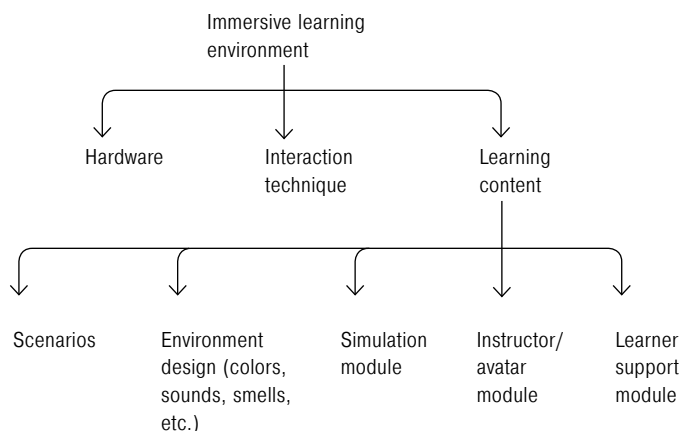 Immersive learning
environment
Hardware
Interaction
technique
Learning
content
Scenarios
Environment
design (colors,
sounds, smells,
etc.)
Simulation
module
Instructor/
avatar
module
Learner
support
module